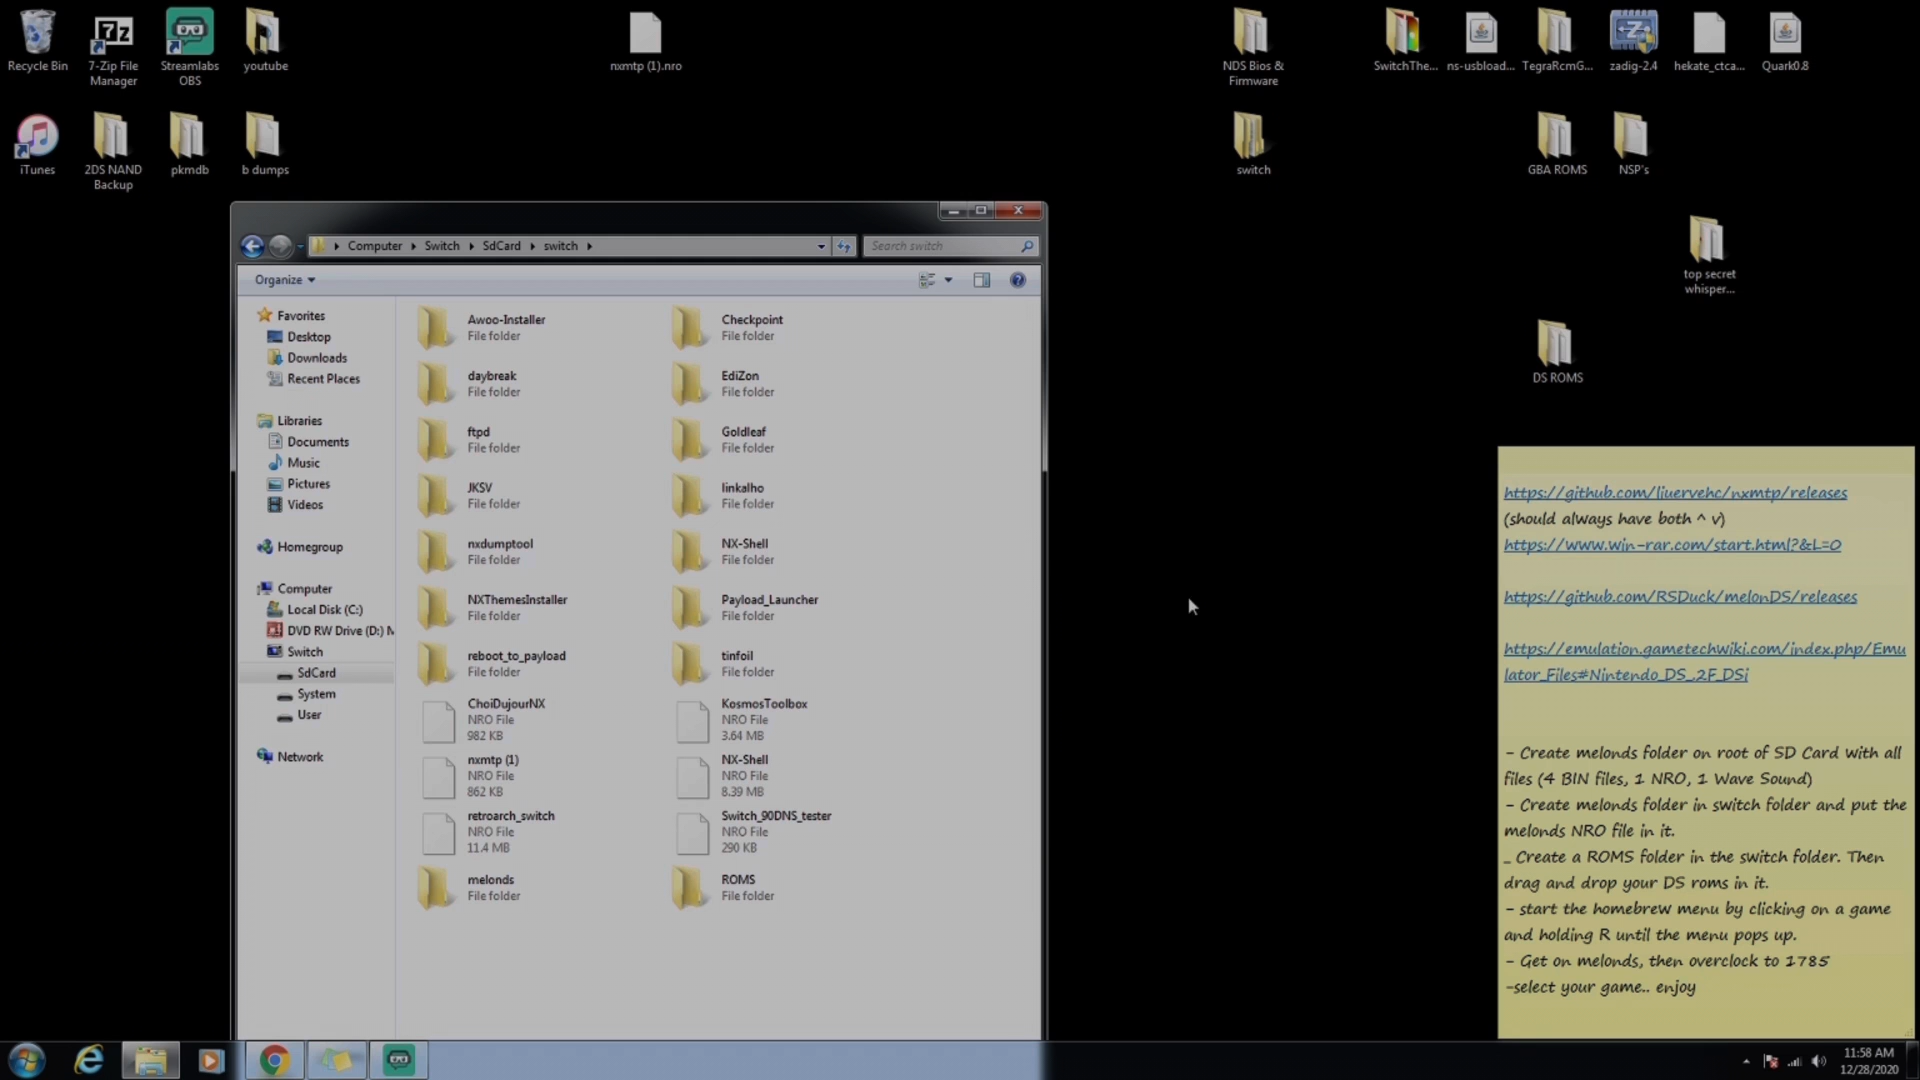 Recycle Bin
7-Zip File
Manager
Streamlabs
OBS
youtube
nxmtp (1).nro
NDS Bios &
Firmware
SwitchThe...
ns-usbload...
TegraRcmG...
zadig-2.4
hekate_ctca...
Quark0.8
iTunes
2DS NAND
Backup
pkmdb
b dumps
switch
GBA ROMS
NSP's
top secret
whisper...
DS ROMS
Computer
Switch
SdCard
switch
Search switch
Organize
Favorites
Desktop
Downloads
Recent Places
Libraries
Documents
Music
Pictures
Videos
Homegroup
Computer
Local Disk (C:)
DVD RW Drive (D:) M
Switch
SdCard
System
User
Network
Awoo-Installer
File folder
Checkpoint
File folder
daybreak
File folder
EdiZon
File folder
ftpd
File folder
Goldleaf
File folder
JKSV
File folder
linkalho
File folder
nxdumptool
File folder
NX-Shell
File folder
NXThemesInstaller
File folder
Payload_Launcher
File folder
reboot_to_payload
File folder
tinfoil
File folder
ChoiDujourNX
NRO File
982 KB
KosmosToolbox
NRO File
3.64 MB
nxmtp (1)
NRO File
862 KB
NX-Shell
NRO File
8.39 MB
retroarch_switch
NRO File
11.4 MB
Switch_90DNS_tester
NRO File
290 KB
melonds
File folder
ROMS
File folder
https://github.com/liuervehc/nxmtp/releases
(should always have both ^ v)
https://www.win-rar.com/start.html?&L=0
https://github.com/RSDuck/melonDS/releases
https://emulation.gametechwiki.com/index.php/Emu
lator_Files#Nintendo_DS_.2F_DSi
- Create melonds folder on root of SD Card with all
files (4 BIN files, 1 NRO, 1 Wave Sound)
- Create melonds folder in switch folder and put the
melonds NRO file in it.
_ Create a ROMS folder in the switch folder. Then
drag and drop your DS roms in it.
- start the homebrew menu by clicking on a game
and holding R until the menu pops up.
- Get on melonds, then overclock to 1785
-select your game.. enjoy
11:58 AM
12/28/2020